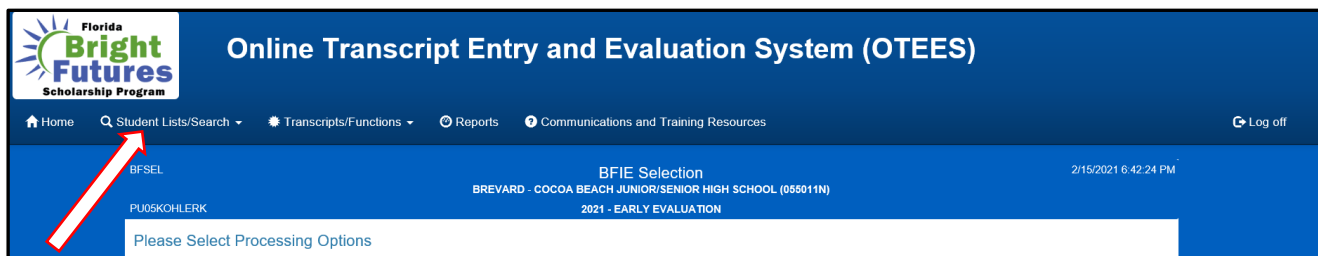 Florida
Bright
Futures
Scholarship Program
Online Transcript Entry and Evaluation System (OTEES)
Home Student Lists/Search Transcripts/Functions Reports Communications and Training Resources Log off
BFSEL BFIE Selection 2/15/2021 6:42:24 PM
BREVARD - COCOA BEACH JUNIOR/SENIOR HIGH SCHOOL (055011N)
PU05KOHLERK 2021 - EARLY EVALUATION
Please Select Processing Options